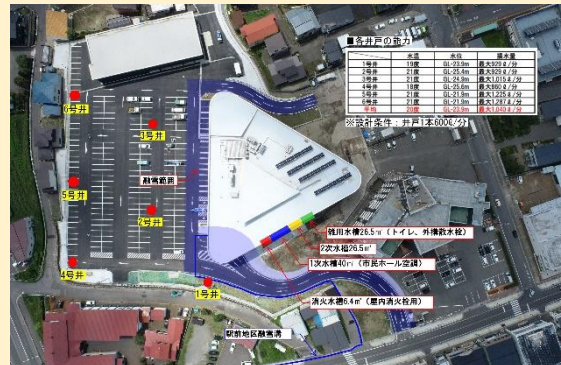 ■各井戸の能力
水温 水位 揚水量
1号井 19度 GL-23.9m 最大929ℓ/分
2号井 21度 GL-25.4m 最大929ℓ/分
3号井 21度 GL-24.9m 最大1,015ℓ/分
4号井 18度 GL-25.6m 最大860ℓ/分
5号井 21度 GL-21.9m 最大1,225ℓ/分
6号井 21度 GL-21.9m 最大1,287ℓ/分
平均 20度 GL-23.9m 最大1,040ℓ/分
※設計条件：井戸1本600ℓ/分
6号井
3号井
融雪範囲
5号井
2号井
雑用水槽26.5㎥（トイレ、外構散水栓）
2次水槽26.5㎥
4号井
1次水槽40㎥（市民ホール空調）
1号井
消火水槽6.4㎥（屋内消火栓用）
駅前地区融雪溝